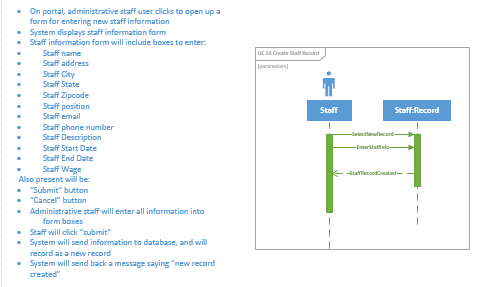 • On portal, administrative staff user clicks to open up a
form for entering new staff information
• System displays staff information form
• Staff information form will include boxes to enter:
• Staff name
• Staff address
• Staff City
• Staff State
• Staff Zipcode
• Staff position
• Staff email
• Staff phone number
• Staff Description
• Staff Start Date
• Staff End Date
• Staff Wage
Also present will be:
• "Submit" button
• "Cancel" button
• Administrative staff will enter all information into
form boxes
• Staff will click "submit"
• System will send information to database, and will
record as a new record
• System will send back a message saying "new record
created"
UC 04 Create Staff Record
[parameters]
Staff
Staff:Record
SelectNewRecord
EnterStaffInfo
StaffRecordCreated